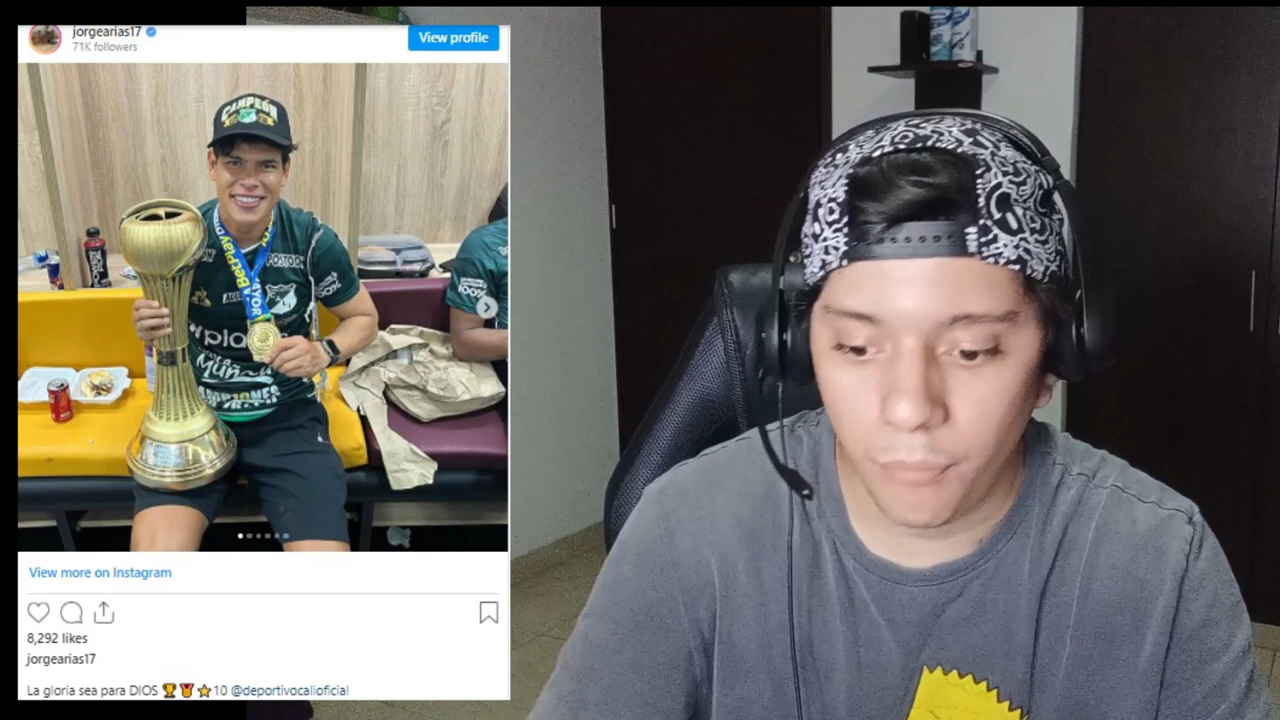 jorgearias17
71K followers
View profile
CAMPEÓN
BetPlay
POSTOBÓN
100%
View more on Instagram
8,292 likes
jorgearias17
La gloria sea para DIOS 🏆🏅⭐10 @deportivocalioficial